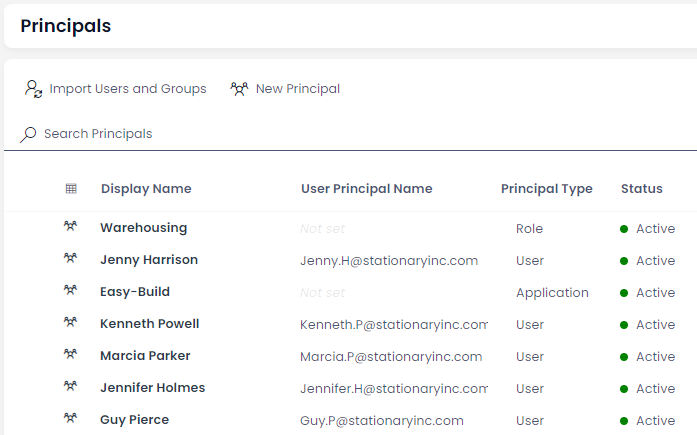 Principals
Import Users and Groups New Principal
Search Principals
Display Name User Principal Name Principal Type Status
Warehousing Not set Role Active
Jenny Harrison Jenny.H@stationaryinc.com User Active
Easy-Build Not set Application Active
Kenneth Powell Kenneth.P@stationaryinc.com User Active
Marcia Parker Marcia.P@stationaryinc.com User Active
Jennifer Holmes Jennifer.H@stationaryinc.com User Active
Guy Pierce Guy.P@stationaryinc.com User Active